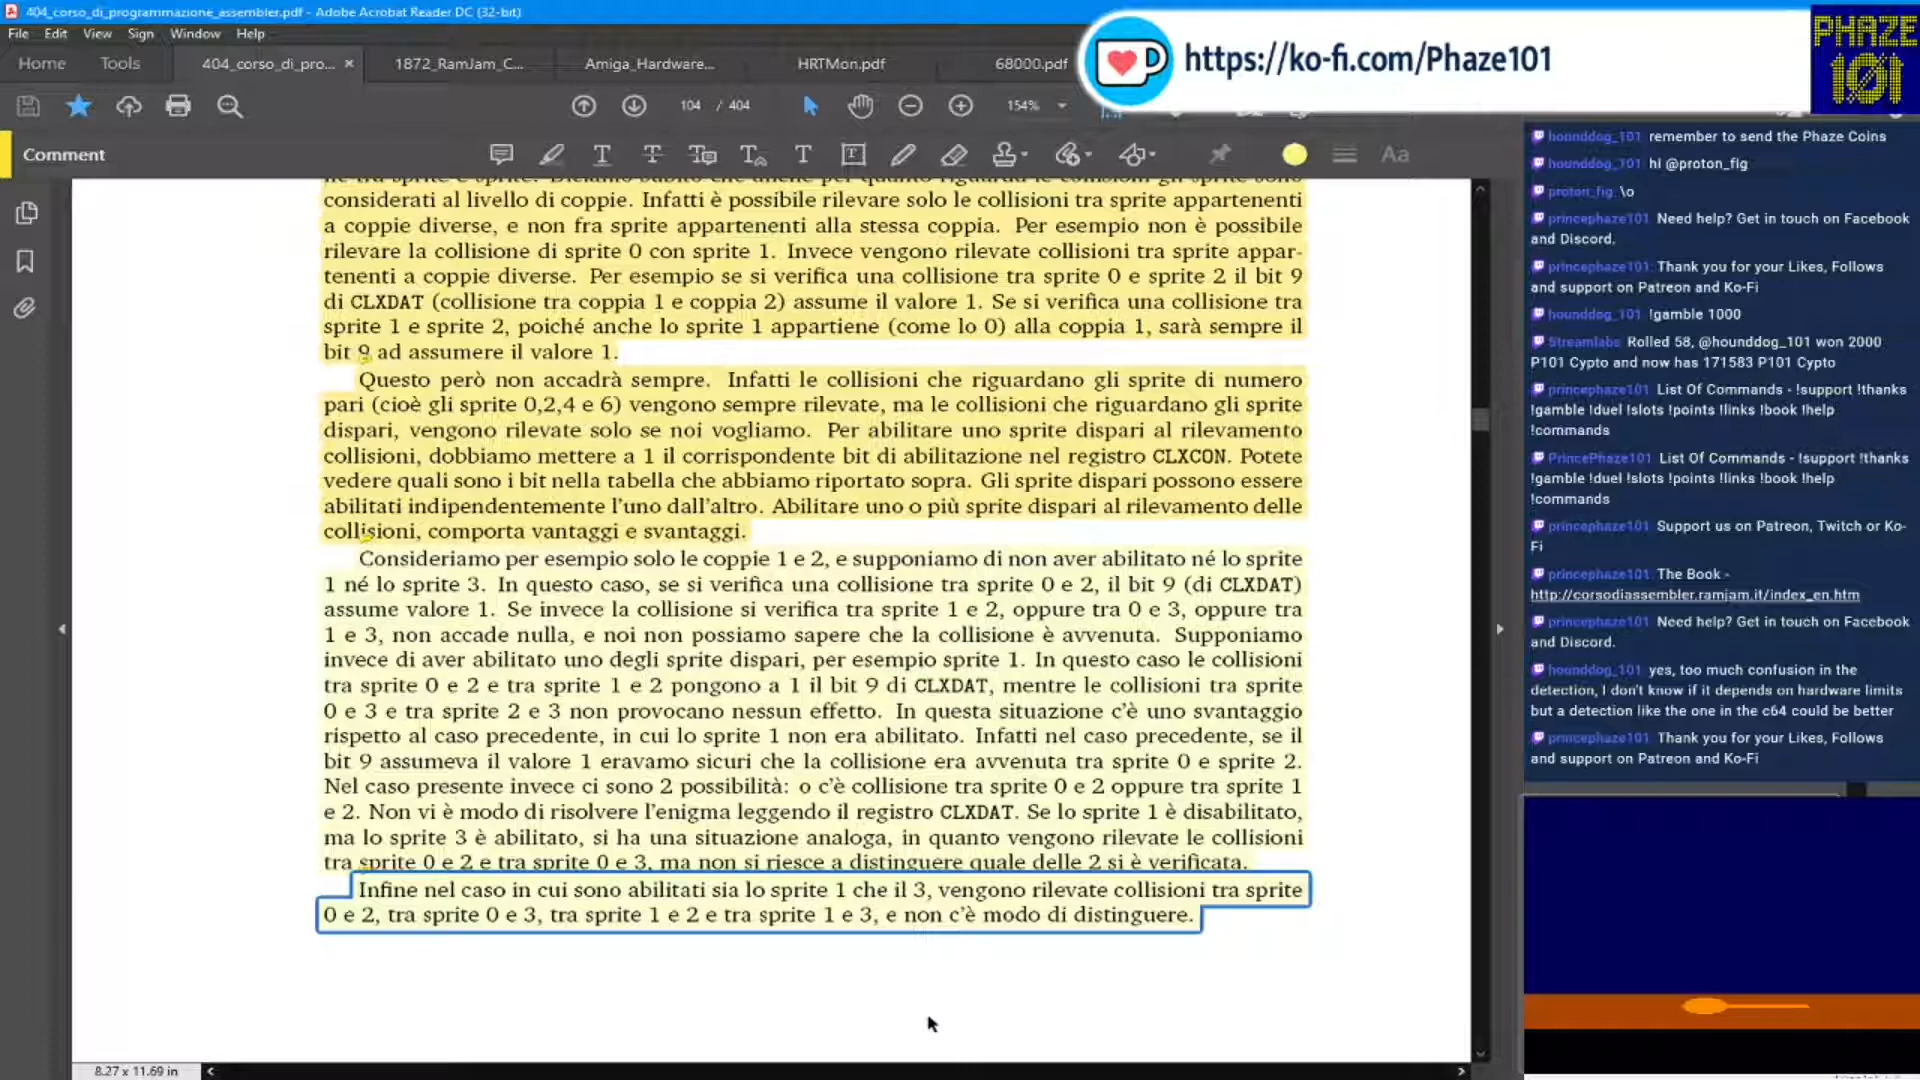 404_corso_di_programmazione_assembler.pdf - Adobe Acrobat Reader DC (32-bit)
File Edit View Sign Window Help
Home Tools 404_corso_di_pro... × 1872_RamJam_C... Amiga_Hardware... HRTMon.pdf 68000.pdf
https://ko-fi.com/Phaze101
PHAZE
101
104 / 404 154%
Comment
Aa
considerati al livello di coppie. Infatti è possibile rilevare solo le collisioni tra sprite appartenenti
a coppie diverse, e non fra sprite appartenenti alla stessa coppia. Per esempio non è possibile
rilevare la collisione di sprite 0 con sprite 1. Invece vengono rilevate collisioni tra sprite appar-
tenenti a coppie diverse. Per esempio se si verifica una collisione tra sprite 0 e sprite 2 il bit 9
di CLXDAT (collisione tra coppia 1 e coppia 2) assume il valore 1. Se si verifica una collisione tra
sprite 1 e sprite 2, poiché anche lo sprite 1 appartiene (come lo 0) alla coppia 1, sarà sempre il
bit 9 ad assumere il valore 1.
Questo però non accadrà sempre. Infatti le collisioni che riguardano gli sprite di numero
pari (cioè gli sprite 0,2,4 e 6) vengono sempre rilevate, ma le collisioni che riguardano gli sprite
dispari, vengono rilevate solo se noi vogliamo. Per abilitare uno sprite dispari al rilevamento
collisioni, dobbiamo mettere a 1 il corrispondente bit di abilitazione nel registro CLXCON. Potete
vedere quali sono i bit nella tabella che abbiamo riportato sopra. Gli sprite dispari possono essere
abilitati indipendentemente l'uno dall'altro. Abilitare uno o più sprite dispari al rilevamento delle
collisioni, comporta vantaggi e svantaggi.
Consideriamo per esempio solo le coppie 1 e 2, e supponiamo di non aver abilitato né lo sprite
1 né lo sprite 3. In questo caso, se si verifica una collisione tra sprite 0 e 2, il bit 9 (di CLXDAT)
assume valore 1. Se invece la collisione si verifica tra sprite 1 e 2, oppure tra 0 e 3, oppure tra
1 e 3, non accade nulla, e noi non possiamo sapere che la collisione è avvenuta. Supponiamo
invece di aver abilitato uno degli sprite dispari, per esempio sprite 1. In questo caso le collisioni
tra sprite 0 e 2 e tra sprite 1 e 2 pongono a 1 il bit 9 di CLXDAT, mentre le collisioni tra sprite
0 e 3 e tra sprite 2 e 3 non provocano nessun effetto. In questa situazione c'è uno svantaggio
rispetto al caso precedente, in cui lo sprite 1 non era abilitato. Infatti nel caso precedente, se il
bit 9 assumeva il valore 1 eravamo sicuri che la collisione era avvenuta tra sprite 0 e sprite 2.
Nel caso presente invece ci sono 2 possibilità: o c'è collisione tra sprite 0 e 2 oppure tra sprite 1
e 2. Non vi è modo di risolvere l'enigma leggendo il registro CLXDAT. Se lo sprite 1 è disabilitato,
ma lo sprite 3 è abilitato, si ha una situazione analoga, in quanto vengono rilevate le collisioni
tra sprite 0 e 2 e tra sprite 0 e 3, ma non si riesce a distinguere quale delle 2 si è verificata.
Infine nel caso in cui sono abilitati sia lo sprite 1 che il 3, vengono rilevate collisioni tra sprite
0 e 2, tra sprite 0 e 3, tra sprite 1 e 2 e tra sprite 1 e 3, e non c'è modo di distinguere.
8.27 x 11.69 in
hounddog_101 remember to send the Phaze Coins
hounddog_101 hi @proton_fig
proton_fig \o
princephaze101 Need help? Get in touch on Facebook
and Discord.
princephaze101: Thank you for your Likes, Follows
and support on Patreon and Ko-Fi
hounddog_101 !gamble 1000
Streamlabs Rolled 58, @hounddog_101 won 2000
P101 Cypto and now has 171583 P101 Cypto
princephaze101 List Of Commands - !support !thanks
!gamble !duel !slots !points !links !book !help
!commands
PrincePhaze101 List Of Commands - !support !thanks
!gamble !duel !slots !points !links !book !help
!commands
princephaze101 Support us on Patreon, Twitch or Ko-
Fi
princephaze101: The Book -
http://corsodiassembler.ramjam.it/index_en.htm
princephaze101 Need help? Get in touch on Facebook
and Discord.
hounddog_101 yes, too much confusion in the
detection, I don't know if it depends on hardware limits
but a detection like the one in the c64 could be better
princephaze101 Thank you for your Likes, Follows
and support on Patreon and Ko-Fi